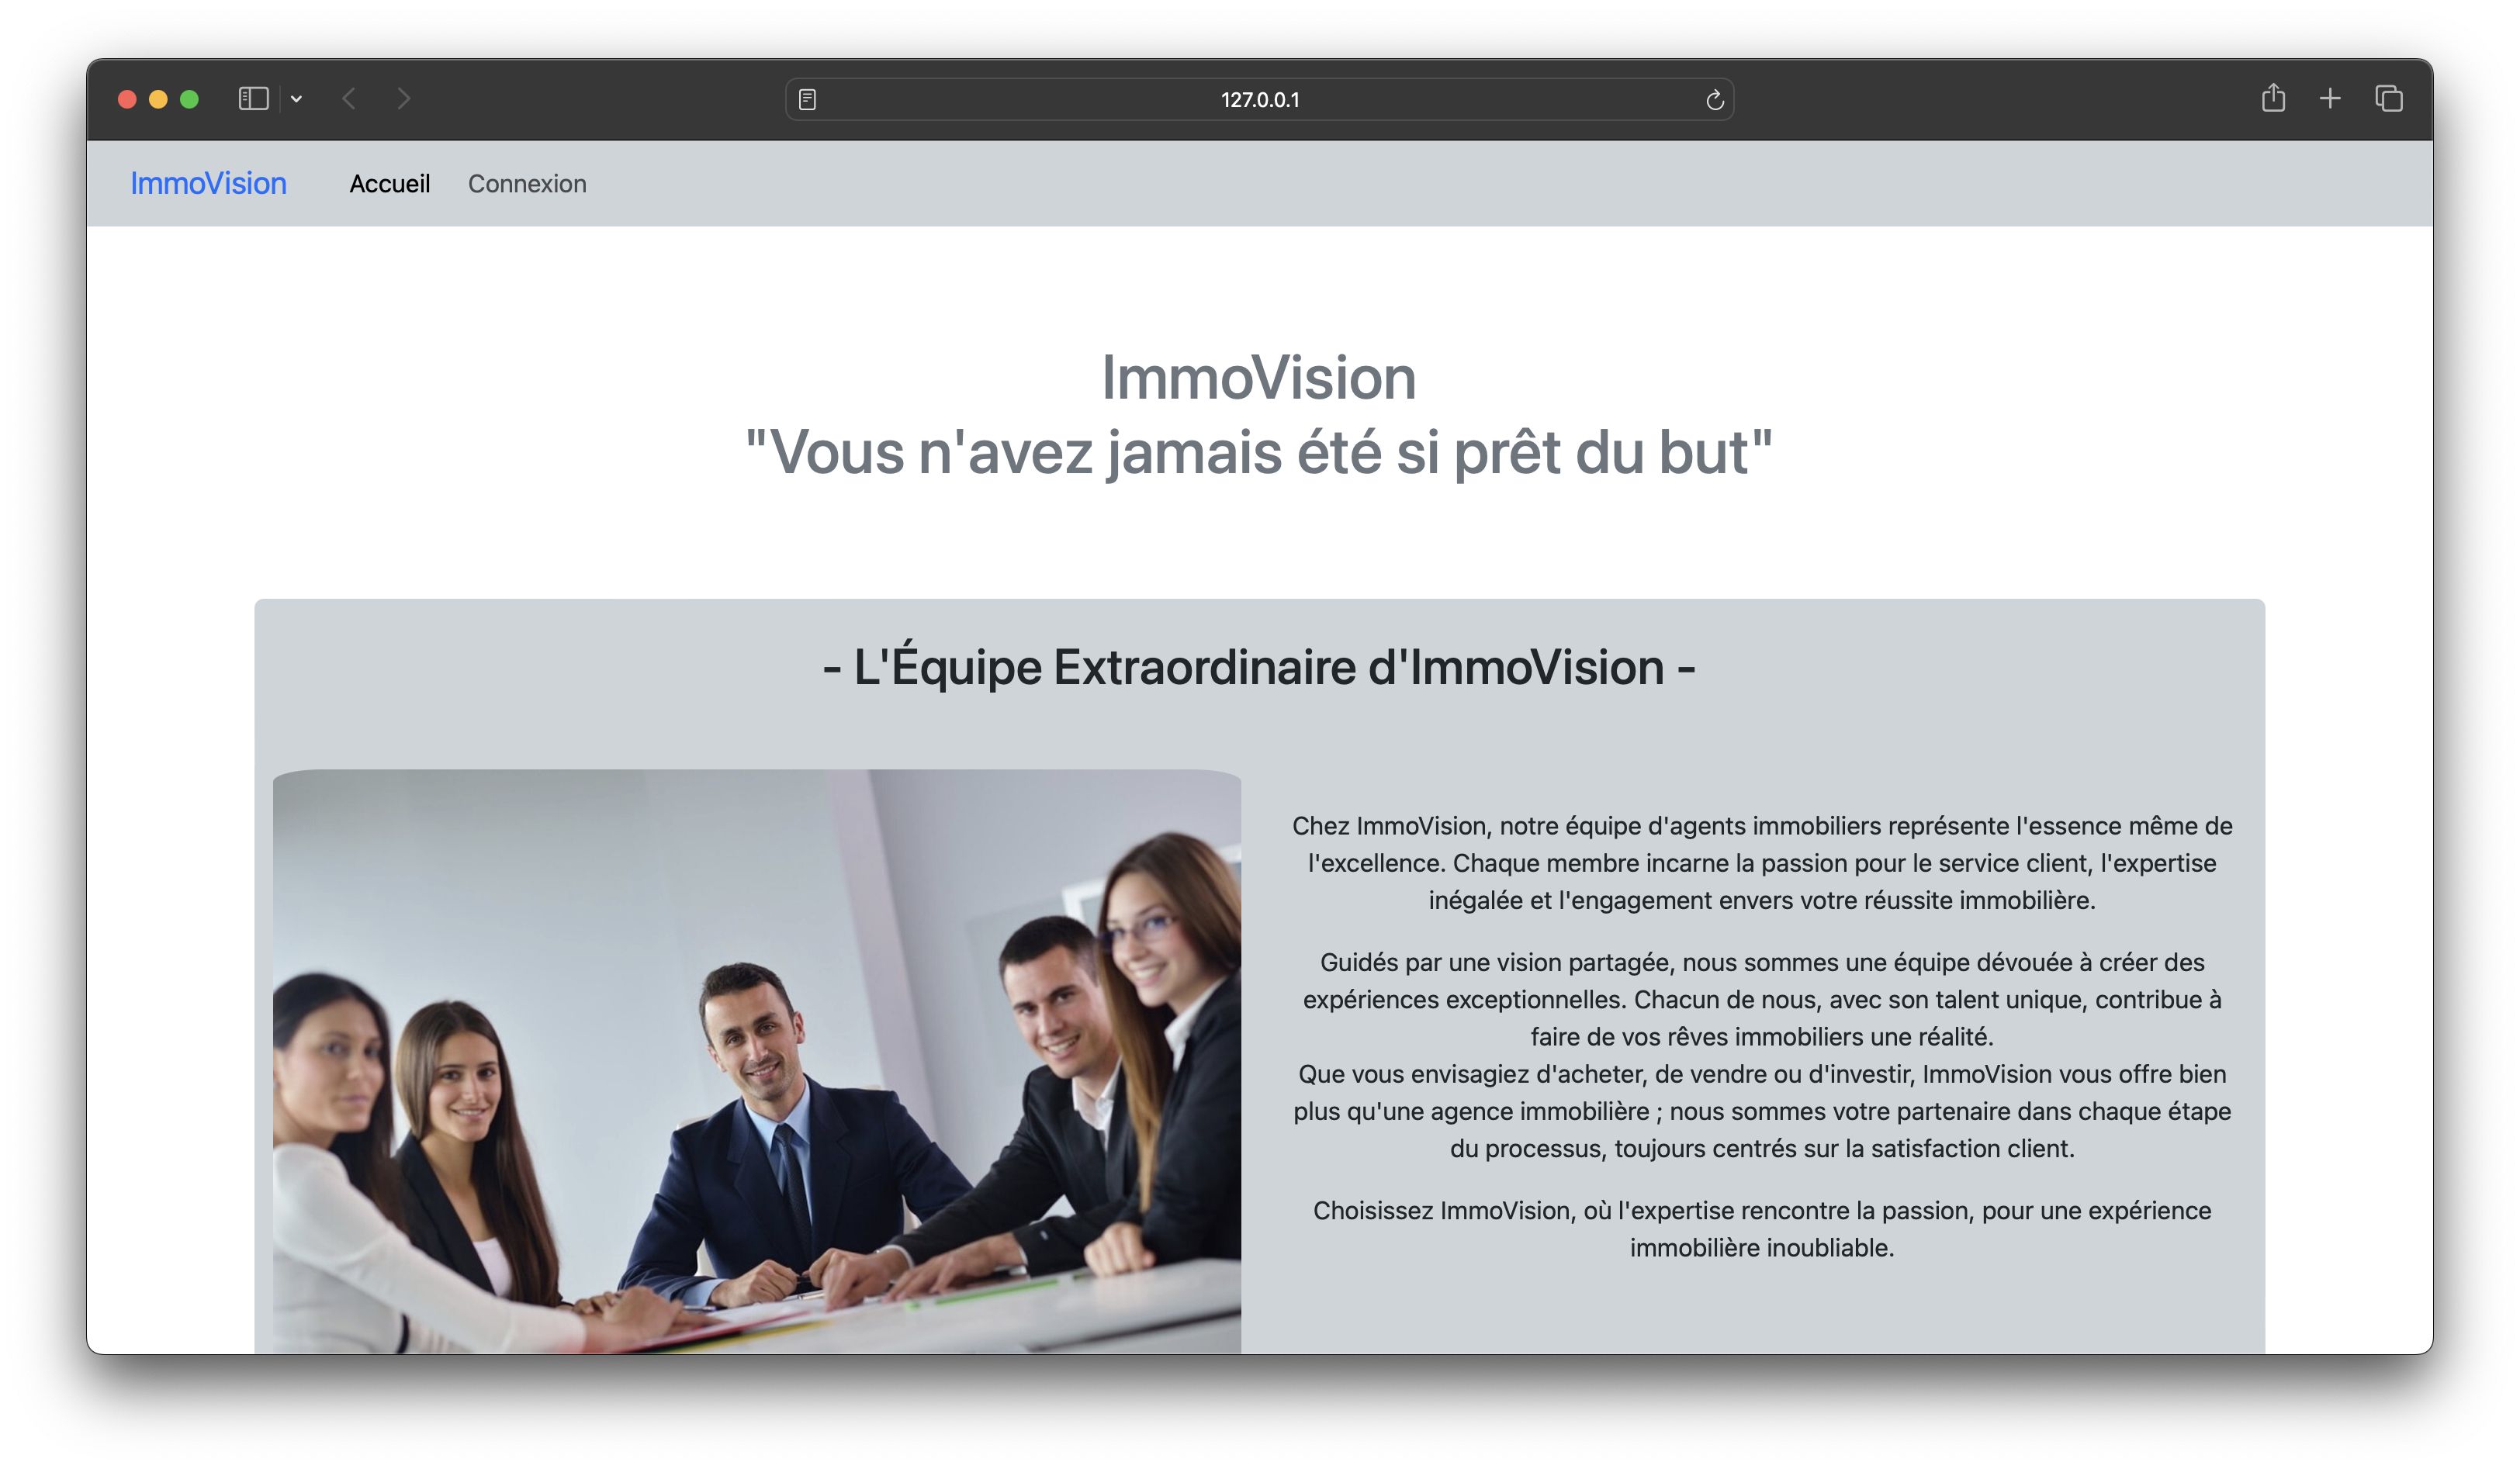 127.0.0.1
ImmoVision Accueil Connexion
ImmoVision
"Vous n'avez jamais été si prêt du but"
- L'Équipe Extraordinaire d'ImmoVision -
Chez ImmoVision, notre équipe d'agents immobiliers représente l'essence même de
l'excellence. Chaque membre incarne la passion pour le service client, l'expertise
inégalée et l'engagement envers votre réussite immobilière.
Guidés par une vision partagée, nous sommes une équipe dévouée à créer des
expériences exceptionnelles. Chacun de nous, avec son talent unique, contribue à
faire de vos rêves immobiliers une réalité.
Que vous envisagiez d'acheter, de vendre ou d'investir, ImmoVision vous offre bien
plus qu'une agence immobilière ; nous sommes votre partenaire dans chaque étape
du processus, toujours centrés sur la satisfaction client.
Choisissez ImmoVision, où l'expertise rencontre la passion, pour une expérience
immobilière inoubliable.